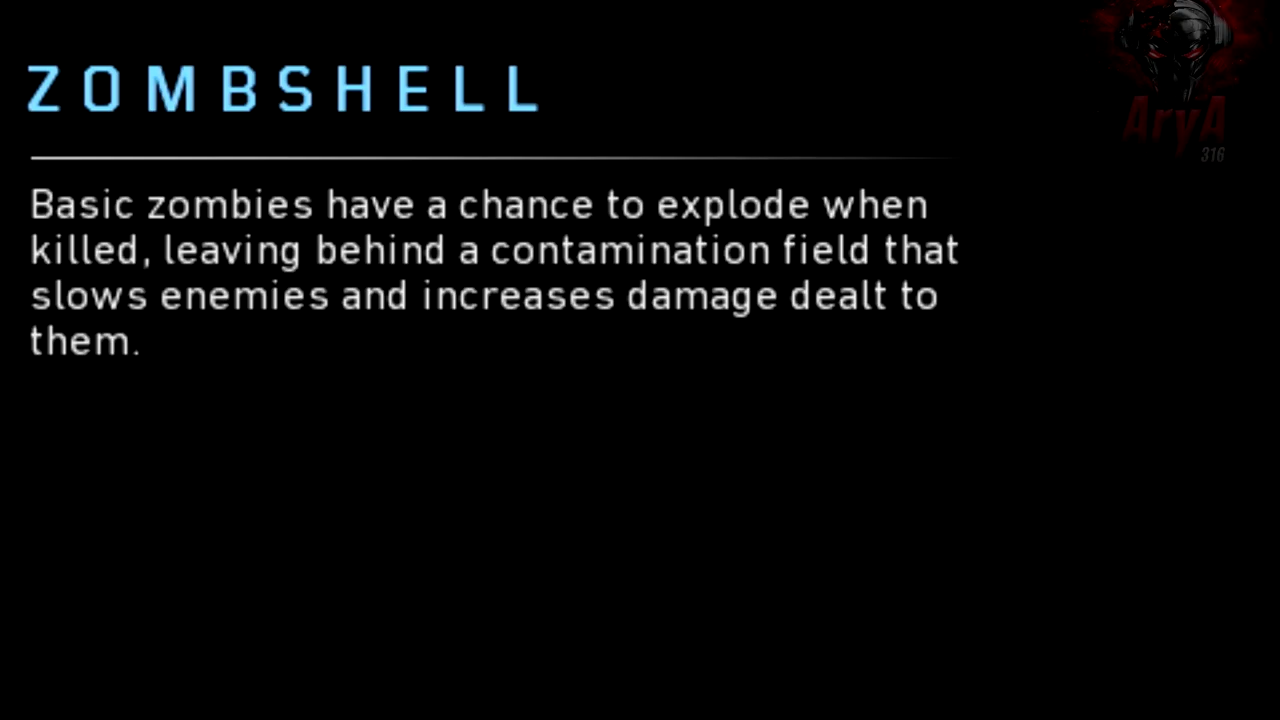 ZOMBSHELL
Basic zombies have a chance to explode when
killed, leaving behind a contamination field that
slows enemies and increases damage dealt to
them.
AryA
316